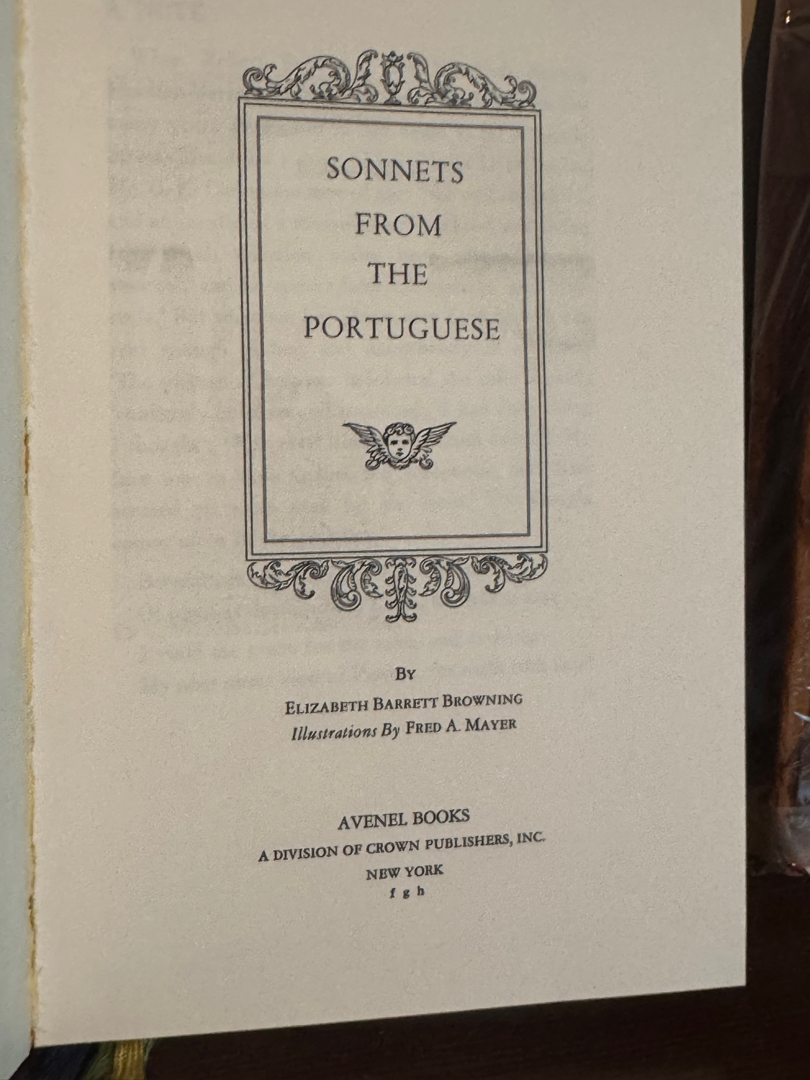 SONNETS
FROM
THE
PORTUGUESE
By
Elizabeth Barrett Browning
Illustrations By Fred A. Mayer
AVENEL BOOKS
A DIVISION OF CROWN PUBLISHERS, INC.
NEW YORK
f g h